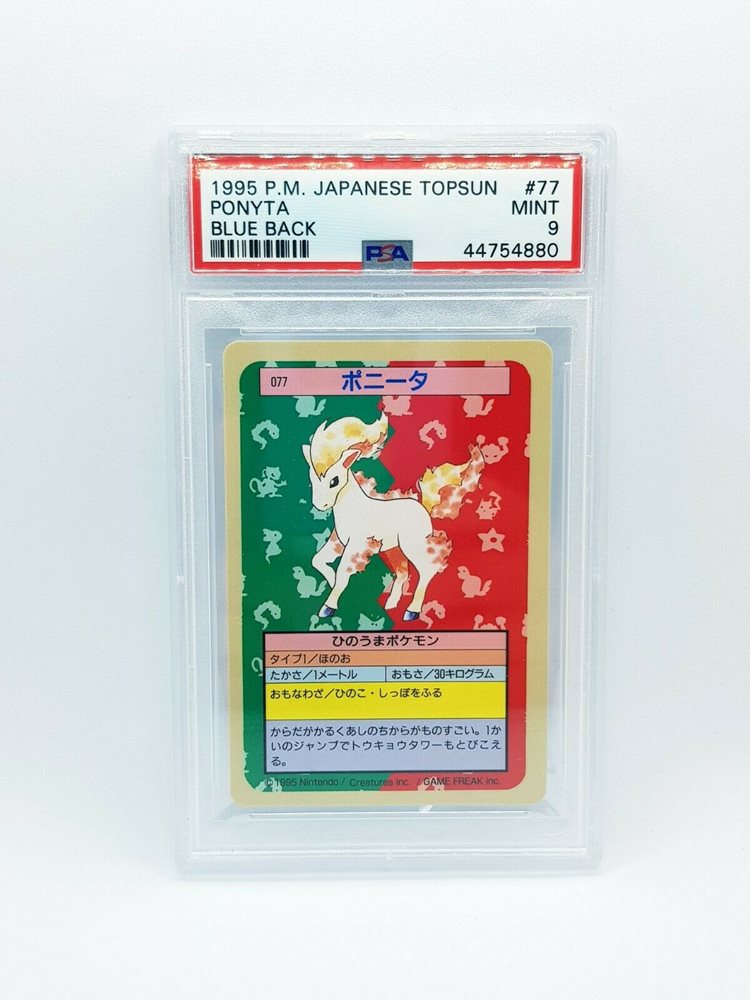 1995 P.M. JAPANESE TOPSUN #77
PONYTA MINT
BLUE BACK 9
PSA 44754880
077 ポニータ
ひのうまポケモン
タイプ1/ほのお
たかさ/1メートル おもさ/30キログラム
おもなわざ/ひのこ・しっぽをふる
からだがかるくあしのちからがものすごい。1か
いのジャンプでトウキョウタワーもとびこえ
る。
©1995 Nintendo / Creatures inc. / GAME FREAK inc.